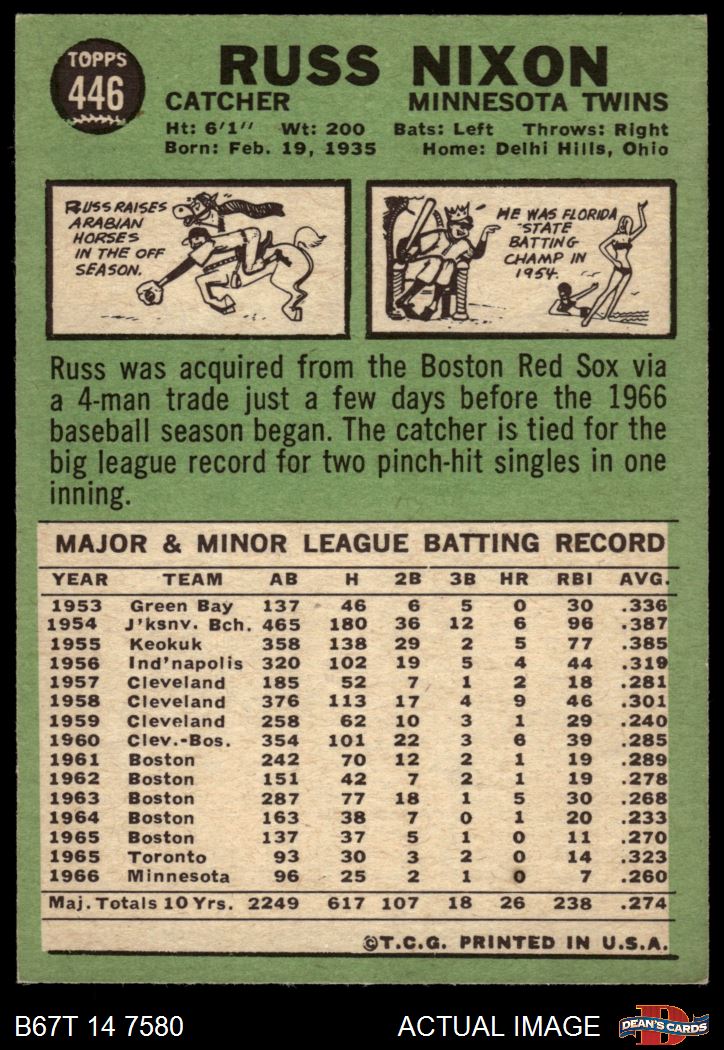 TOPPS
446
RUSS NIXON
CATCHER MINNESOTA TWINS
Ht: 6'1" Wt: 200 Bats: Left Throws: Right
Born: Feb. 19, 1935 Home: Delhi Hills, Ohio
RUSS RAISES
ARABIAN
HORSES
IN THE OFF
SEASON.
HE WAS FLORIDA
STATE
BATTING
CHAMP IN
1954.
Russ was acquired from the Boston Red Sox via
a 4-man trade just a few days before the 1966
baseball season began. The catcher is tied for the
big league record for two pinch-hit singles in one
inning.
MAJOR & MINOR LEAGUE BATTING RECORD
YEAR TEAM AB H 2B 3B HR RBI AVG.
1953 Green Bay 137 46 6 5 0 30 .336
1954 J'ksnv. Bch. 465 180 36 12 6 96 .387
1955 Keokuk 358 138 29 2 5 77 .385
1956 Ind'napolis 320 102 19 5 4 44 .319
1957 Cleveland 185 52 7 1 2 18 .281
1958 Cleveland 376 113 17 4 9 46 .301
1959 Cleveland 258 62 10 3 1 29 .240
1960 Clev.-Bos. 354 101 22 3 6 39 .285
1961 Boston 242 70 12 2 1 19 .289
1962 Boston 151 42 7 2 1 19 .278
1963 Boston 287 77 18 1 5 30 .268
1964 Boston 163 38 7 0 1 20 .233
1965 Boston 137 37 5 1 0 11 .270
1965 Toronto 93 30 3 2 0 14 .323
1966 Minnesota 96 25 2 1 0 7 .260
Maj. Totals 10 Yrs. 2249 617 107 18 26 238 .274
©T.C.G. PRINTED IN U.S.A.
B67T 14 7580 ACTUAL IMAGE
D
DEAN'S CARDS